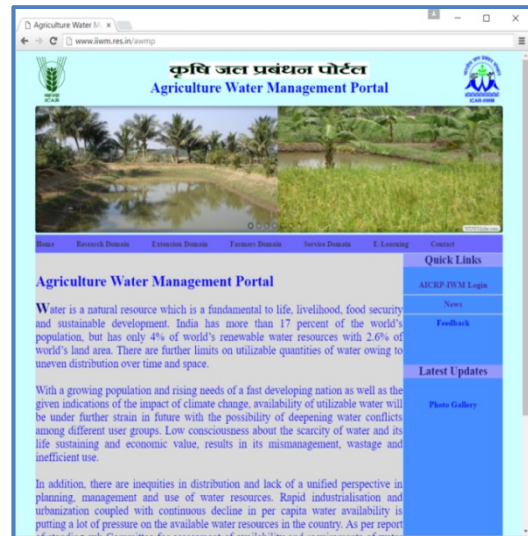 Agriculture Water M
www.iiwm.res.in/awmp
कृषि जल प्रबंधन पोर्टल
Agriculture Water Management Portal
ICAR
ICAR-IIWM
Home Research Domain Extension Domain Farmers Domain Service Domain E-Learning Contact
Quick Links
AICRP-IWM Login
News
Feedback
Latest Updates
Photo Gallery
Agriculture Water Management Portal
Water is a natural resource which is a fundamental to life, livelihood, food security
and sustainable development. India has more than 17 percent of the world's
population, but has only 4% of world's renewable water resources with 2.6% of
world's land area. There are further limits on utilizable quantities of water owing to
uneven distribution over time and space.
With a growing population and rising needs of a fast developing nation as well as the
given indications of the impact of climate change, availability of utilizable water will
be under further strain in future with the possibility of deepening water conflicts
among different user groups. Low consciousness about the scarcity of water and its
life sustaining and economic value, results in its mismanagement, wastage and
inefficient use.
In addition, there are inequities in distribution and lack of a unified perspective in
planning, management and use of water resources. Rapid industrialisation and
urbanization coupled with continuous decline in per capita water availability is
putting a lot of pressure on the available water resources in the country. As per report